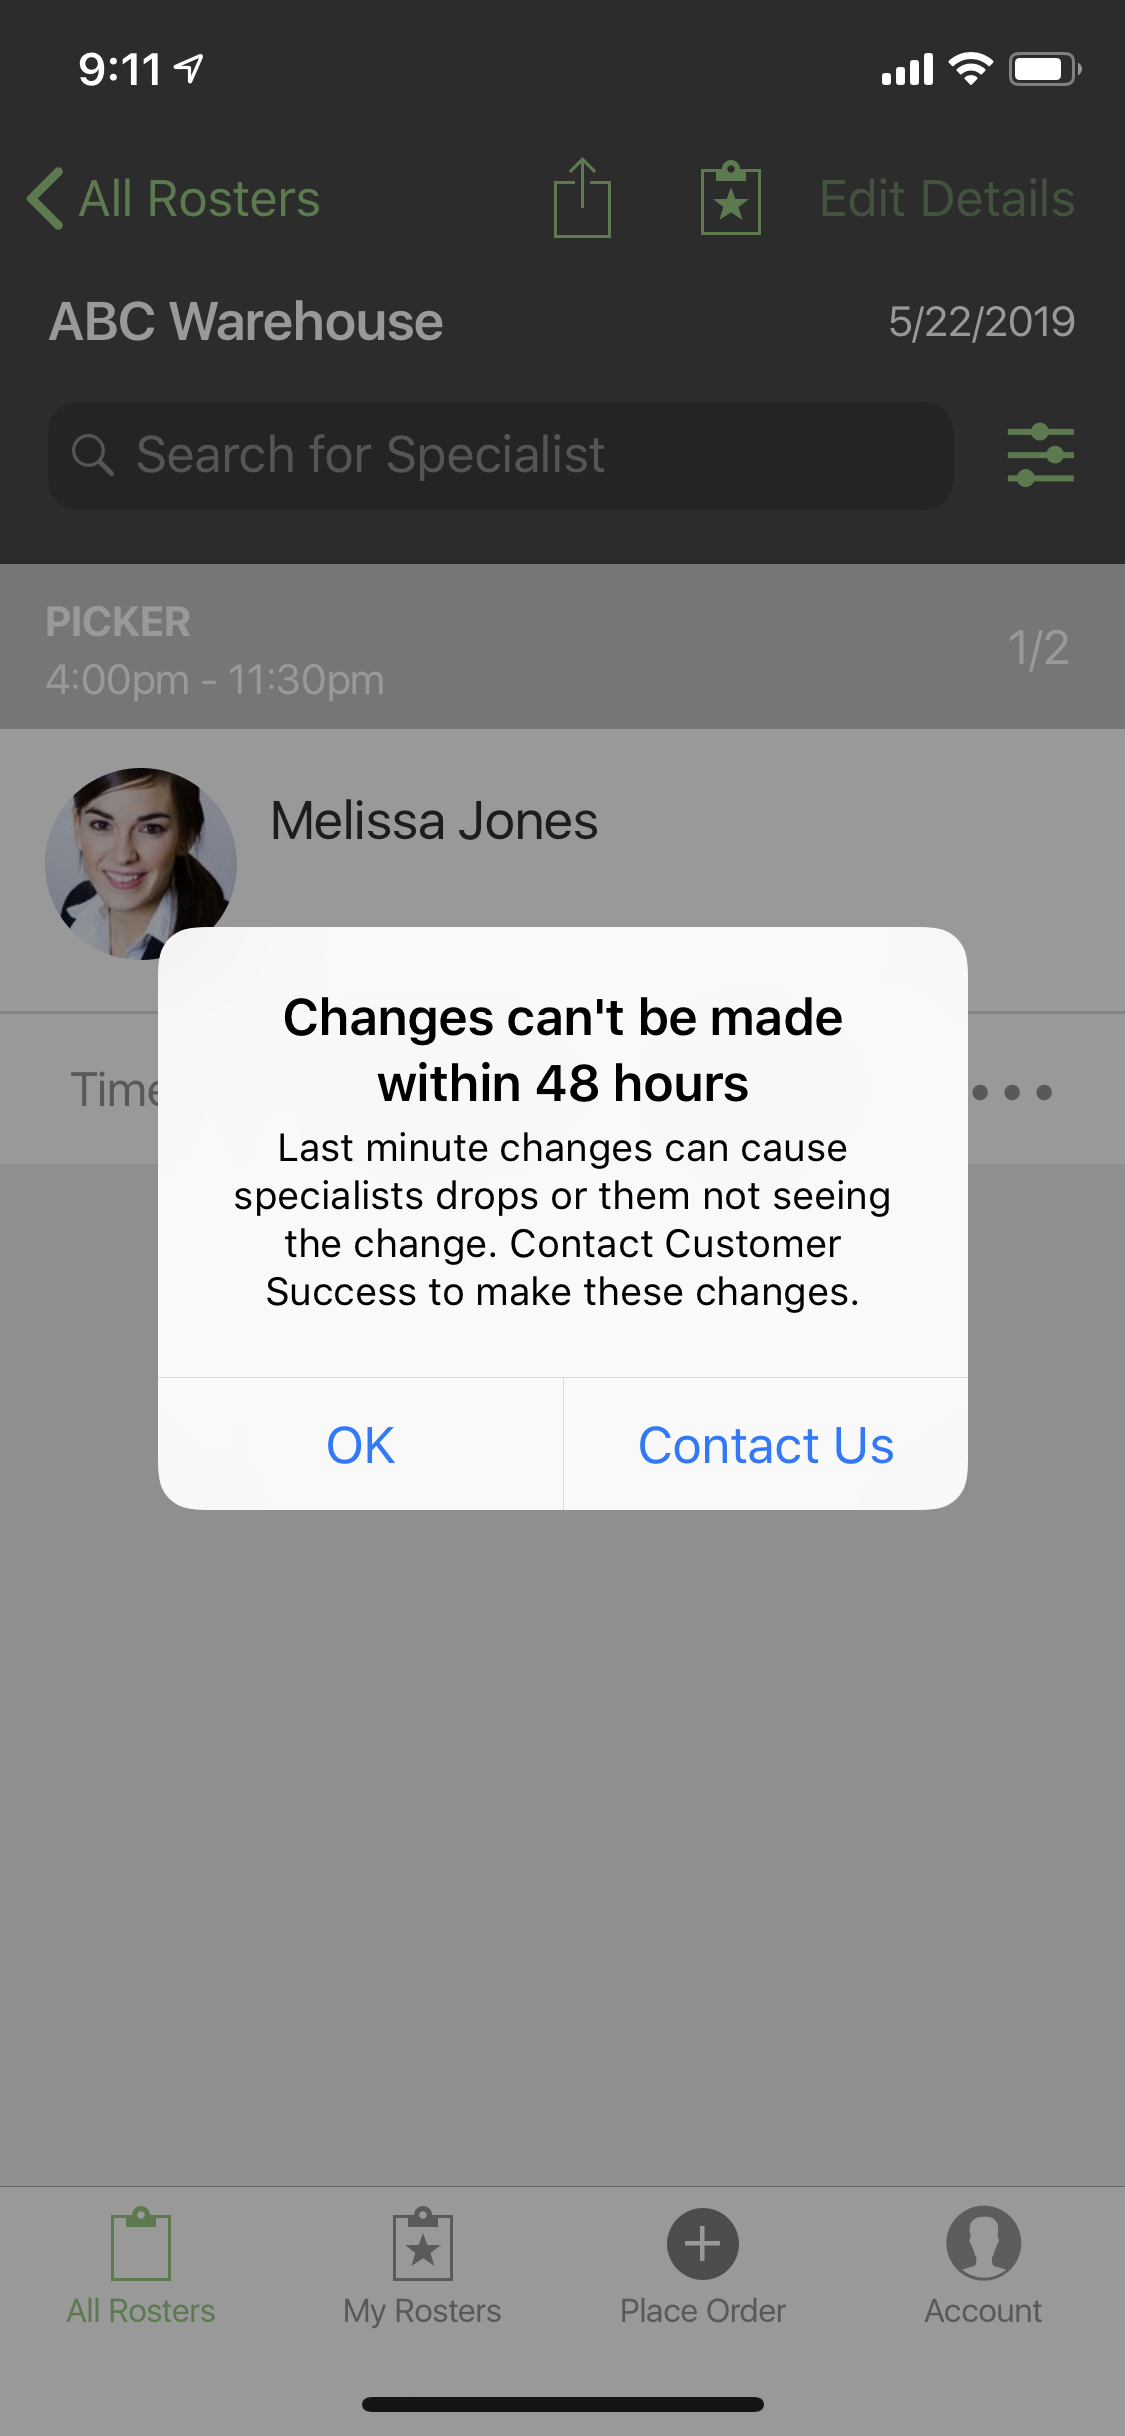 9:11
All Rosters
Edit Details
ABC Warehouse
5/22/2019
Search for Specialist
PICKER
1/2
4:00pm - 11:30pm
Melissa Jones
Changes can't be made
within 48 hours
Last minute changes can cause
specialists drops or them not seeing
the change. Contact Customer
Success to make these changes.
OK
Contact Us
All Rosters
My Rosters
Place Order
Account